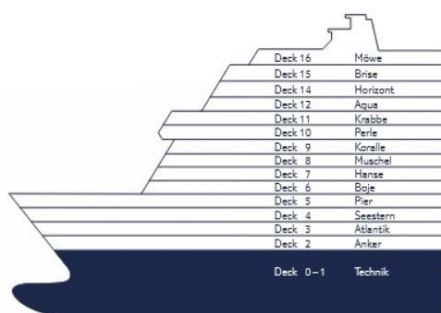 Deck 16 Möwe
Deck 15 Brise
Deck 14 Horizont
Deck 12 Aqua
Deck 11 Krabbe
Deck 10 Perle
Deck 9 Koralle
Deck 8 Muschel
Deck 7 Hanse
Deck 6 Boje
Deck 5 Pier
Deck 4 Seestern
Deck 3 Atlantik
Deck 2 Anker
Deck 0–1 Technik